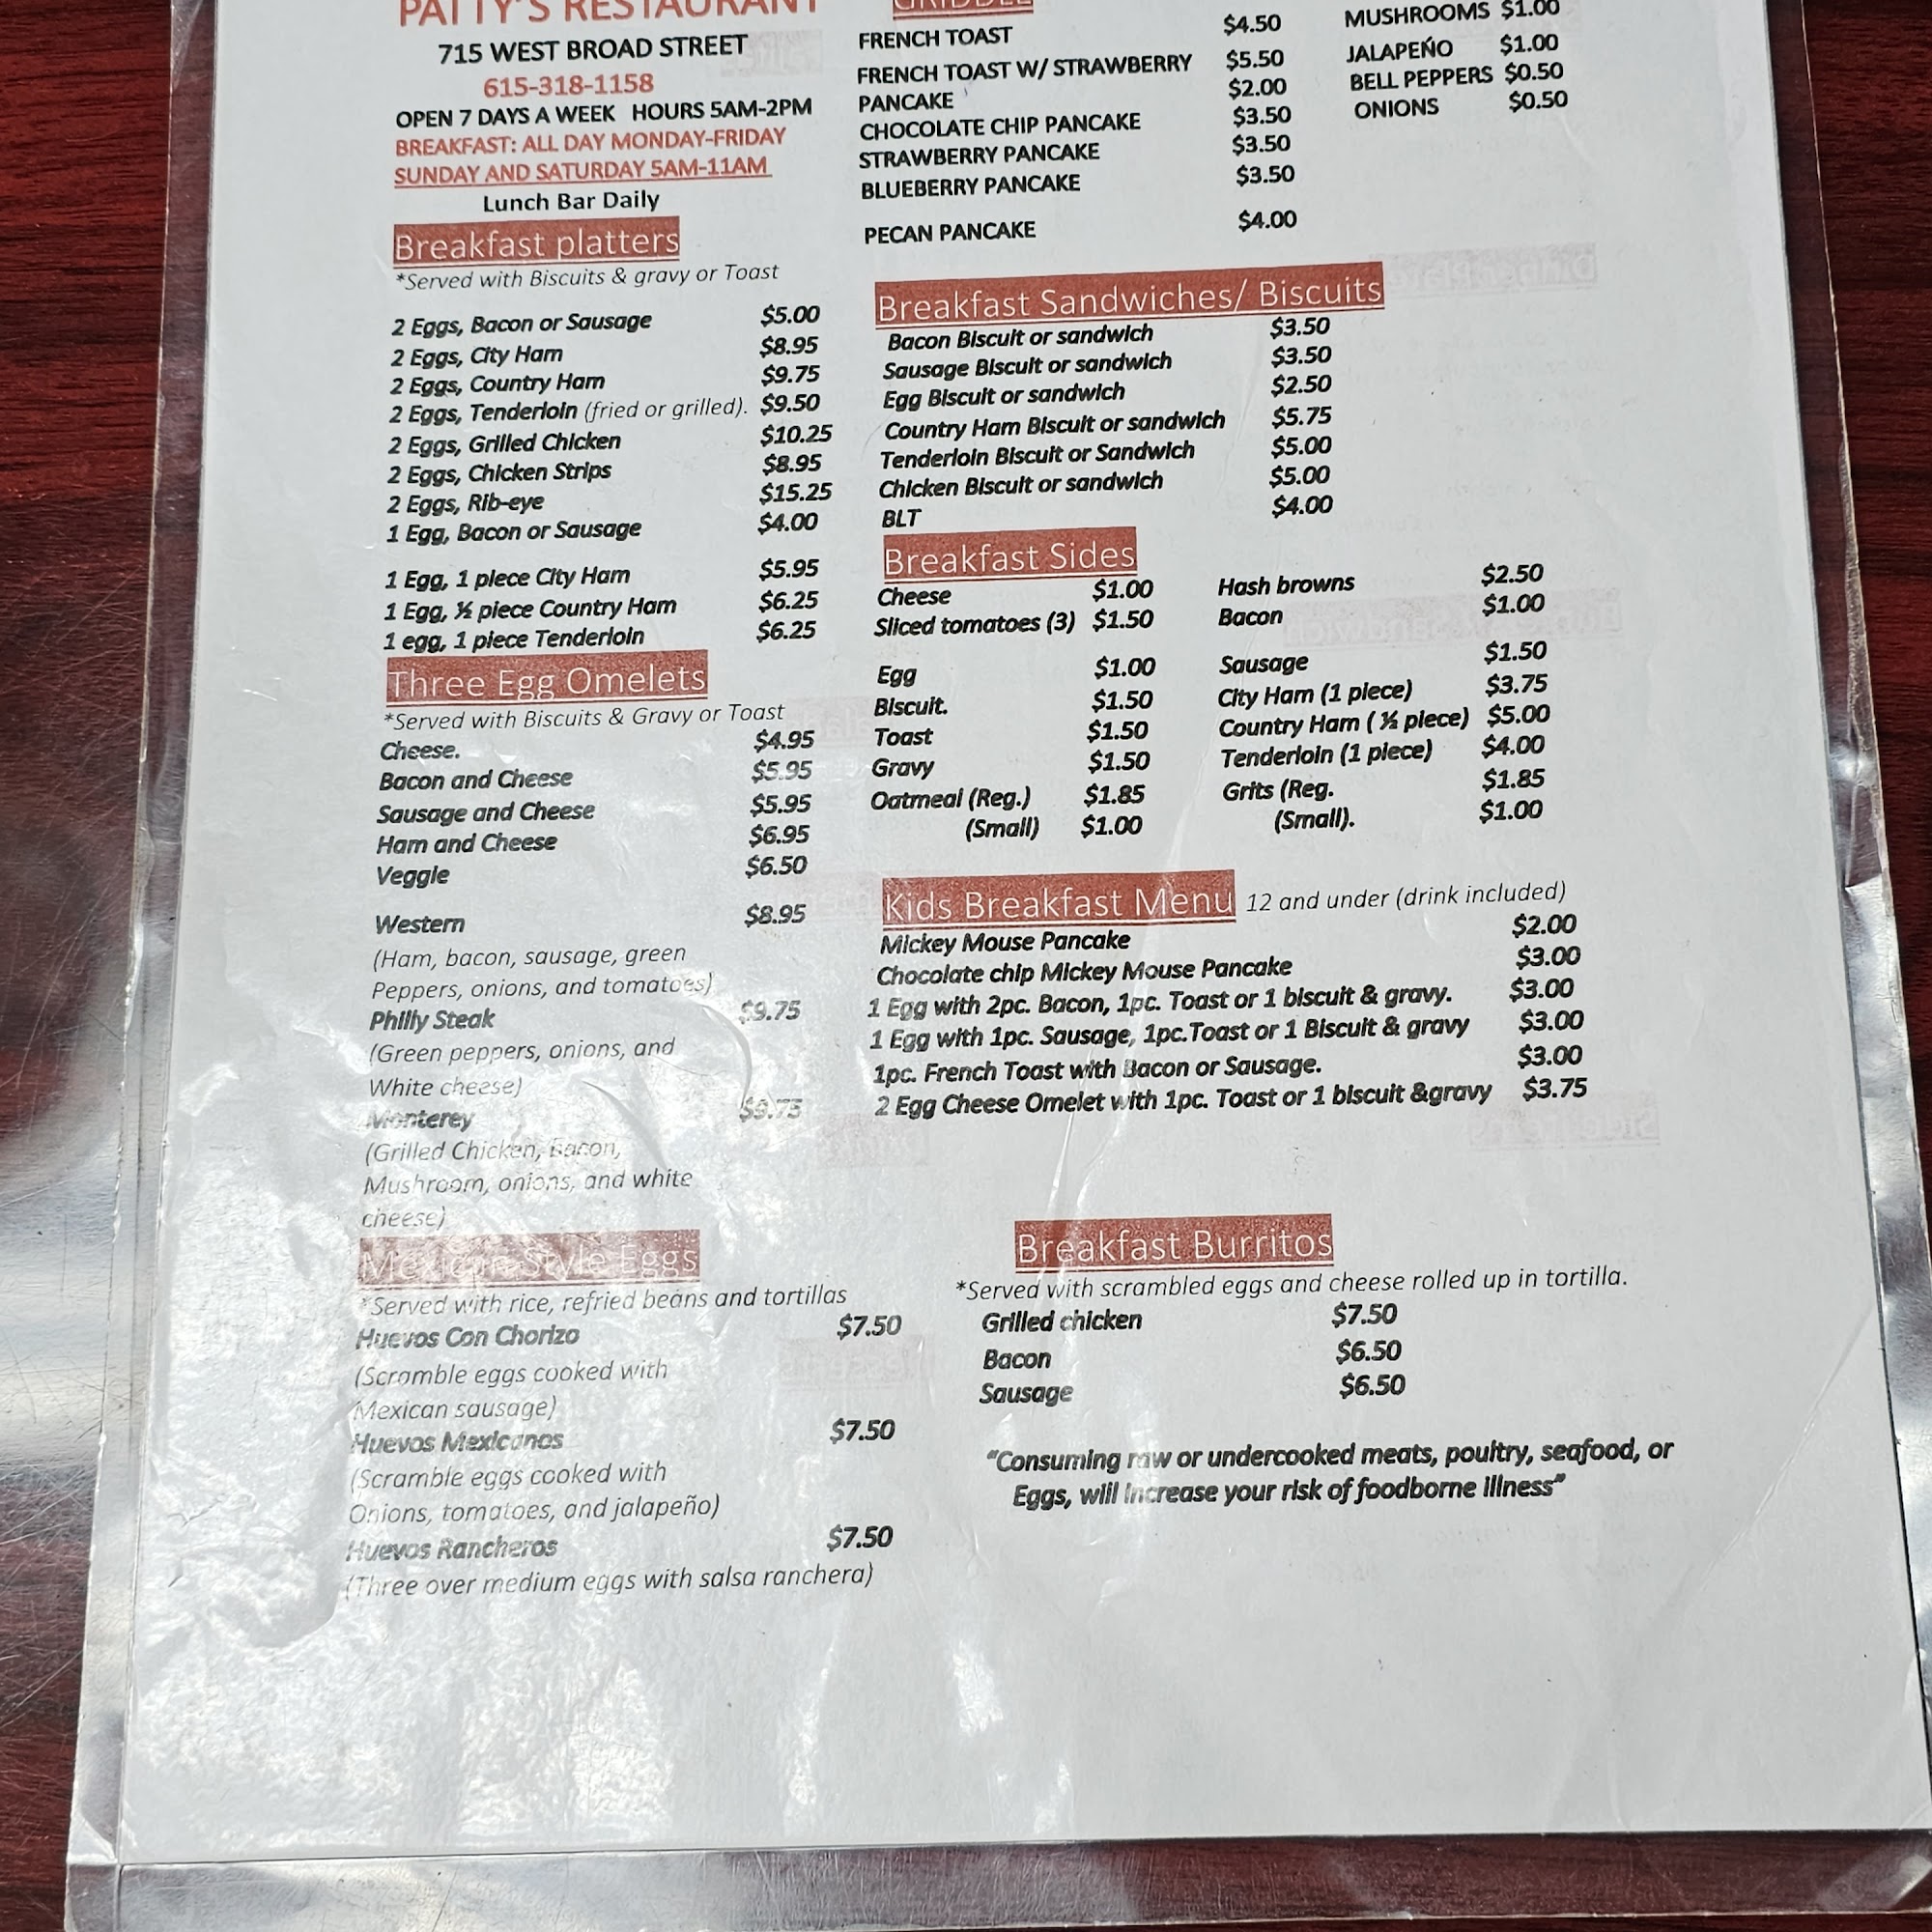 PATTY'S RESTAURANT
715 WEST BROAD STREET
615-318-1158
OPEN 7 DAYS A WEEK HOURS 5AM-2PM
BREAKFAST: ALL DAY MONDAY-FRIDAY
SUNDAY AND SATURDAY 5AM-11AM
Lunch Bar Daily
Breakfast platters
*Served with Biscuits & gravy or Toast
2 Eggs, Bacon or Sausage $5.00
2 Eggs, City Ham $8.95
2 Eggs, Country Ham $9.75
2 Eggs, Tenderloin (fried or grilled). $9.50
2 Eggs, Grilled Chicken $10.25
2 Eggs, Chicken Strips $8.95
2 Eggs, Rib-eye $15.25
1 Egg, Bacon or Sausage $4.00
1 Egg, 1 piece City Ham $5.95
1 Egg, ½ piece Country Ham $6.25
1 egg, 1 piece Tenderloin $6.25
Three Egg Omelets
*Served with Biscuits & Gravy or Toast
Cheese. $4.95
Bacon and Cheese $5.95
Sausage and Cheese $5.95
Ham and Cheese $6.95
Veggie $6.50
Western $8.95
(Ham, bacon, sausage, green
Peppers, onions, and tomatoes)
Philly Steak $9.75
(Green peppers, onions, and
White cheese)
Monterey $9.75
(Grilled Chicken, Bacon,
Mushroom, onions, and white
cheese)
Mexican Style Eggs
*Served with rice, refried beans and tortillas
Huevos Con Chorizo $7.50
(Scramble eggs cooked with
Mexican sausage)
Huevos Mexicanos $7.50
(Scramble eggs cooked with
Onions, tomatoes, and jalapeño)
Huevos Rancheros $7.50
(Three over medium eggs with salsa ranchera)
GRIDDLE
FRENCH TOAST $4.50
FRENCH TOAST W/ STRAWBERRY $5.50
PANCAKE $2.00
CHOCOLATE CHIP PANCAKE $3.50
STRAWBERRY PANCAKE $3.50
BLUEBERRY PANCAKE $3.50
PECAN PANCAKE $4.00
MUSHROOMS $1.00
JALAPEÑO $1.00
BELL PEPPERS $0.50
ONIONS $0.50
Breakfast Sandwiches/ Biscuits
Bacon Biscuit or sandwich $3.50
Sausage Biscuit or sandwich $3.50
Egg Biscuit or sandwich $2.50
Country Ham Biscuit or sandwich $5.75
Tenderloin Biscuit or Sandwich $5.00
Chicken Biscuit or sandwich $5.00
BLT $4.00
Breakfast Sides
Cheese $1.00
Sliced tomatoes (3) $1.50
Egg $1.00
Biscuit. $1.50
Toast $1.50
Gravy $1.50
Oatmeal (Reg.) $1.85
(Small) $1.00
Hash browns $2.50
Bacon $1.00
Sausage $1.50
City Ham (1 piece) $3.75
Country Ham ( ½ piece) $5.00
Tenderloin (1 piece) $4.00
Grits (Reg. $1.85
(Small). $1.00
Kids Breakfast Menu 12 and under (drink included)
Mickey Mouse Pancake $2.00
Chocolate chip Mickey Mouse Pancake $3.00
1 Egg with 2pc. Bacon, 1pc. Toast or 1 biscuit & gravy. $3.00
1 Egg with 1pc. Sausage, 1pc.Toast or 1 Biscuit & gravy $3.00
1pc. French Toast with Bacon or Sausage. $3.00
2 Egg Cheese Omelet with 1pc. Toast or 1 biscuit &gravy $3.75
Breakfast Burritos
*Served with scrambled eggs and cheese rolled up in tortilla.
Grilled chicken $7.50
Bacon $6.50
Sausage $6.50
"Consuming raw or undercooked meats, poultry, seafood, or
Eggs, will increase your risk of foodborne illness"